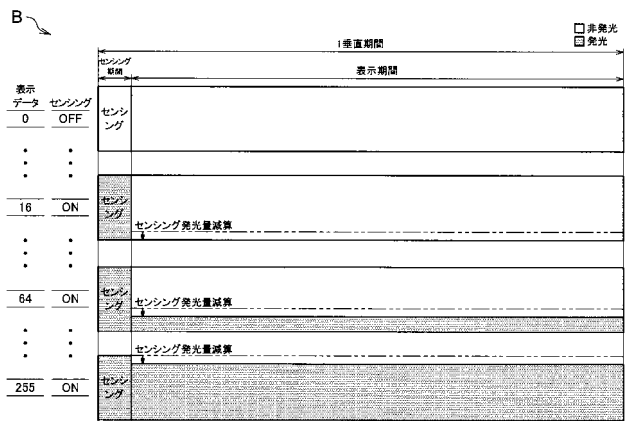 B
非発光
発光
1垂直期間
センシング
期間
表示期間
表示
データ センシング
0 OFF
センシ
ング
16 ON
センシ
ング
センシング発光量減算
64 ON
センシ
ング
センシング発光量減算
センシング発光量減算
255 ON
センシ
ング